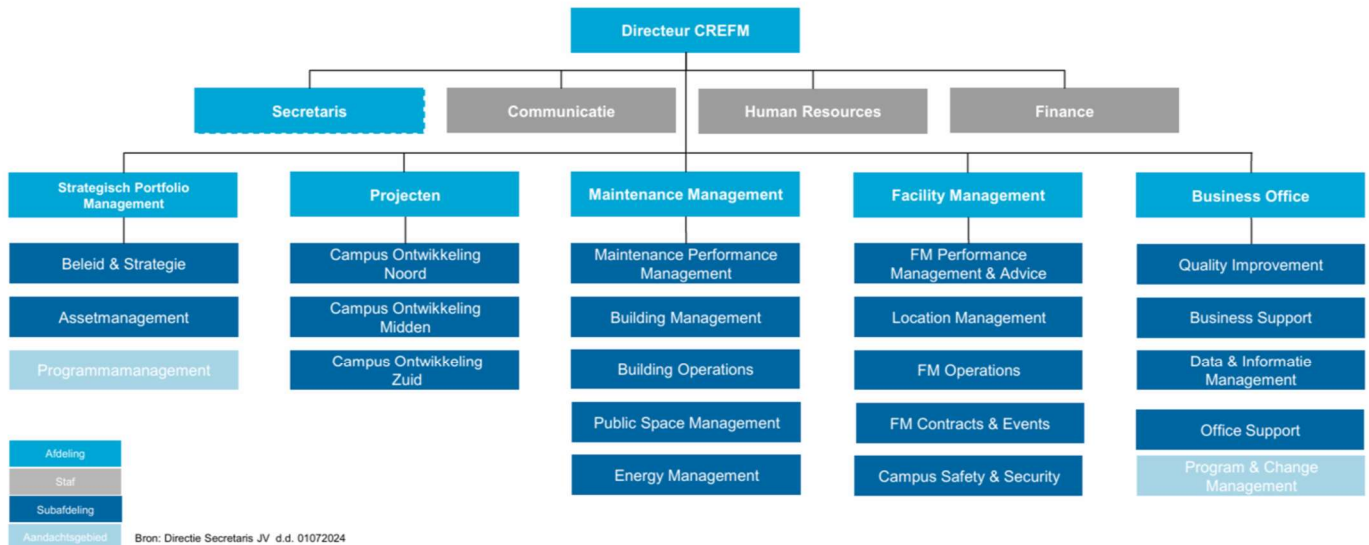 Directeur CREFM
Secretaris
Communicatie
Human Resources
Finance
Strategisch Portfolio
Management
Projecten
Maintenance Management
Facility Management
Business Office
Beleid & Strategie
Assetmanagement
Programmamanagement
Campus Ontwikkeling
Noord
Campus Ontwikkeling
Midden
Campus Ontwikkeling
Zuid
Maintenance Performance
Management
Building Management
Building Operations
Public Space Management
Energy Management
FM Performance
Management & Advice
Location Management
FM Operations
FM Contracts & Events
Campus Safety & Security
Quality Improvement
Business Support
Data & Informatie
Management
Office Support
Program & Change
Management
Afdeling
Staf
Subafdeling
Aandachtsgebied
Bron: Directie Secretaris JV d.d. 01072024